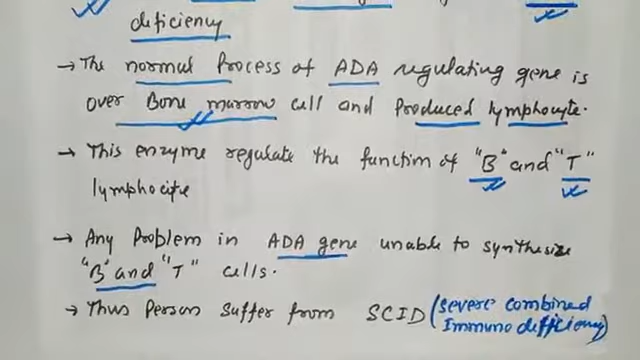 deficiency
→ The normal Process of ADA regulating gene is
over Bone marrow cell and Produced lymphocyte.
→ This enzyme regulate the function of "B" and "T"
lymphocyte
→ Any Problem in ADA gene unable to synthesize
"B" and "T" cells.
→ Thus Person Suffer from SCID (Severe Combined
Immuno defficiency)